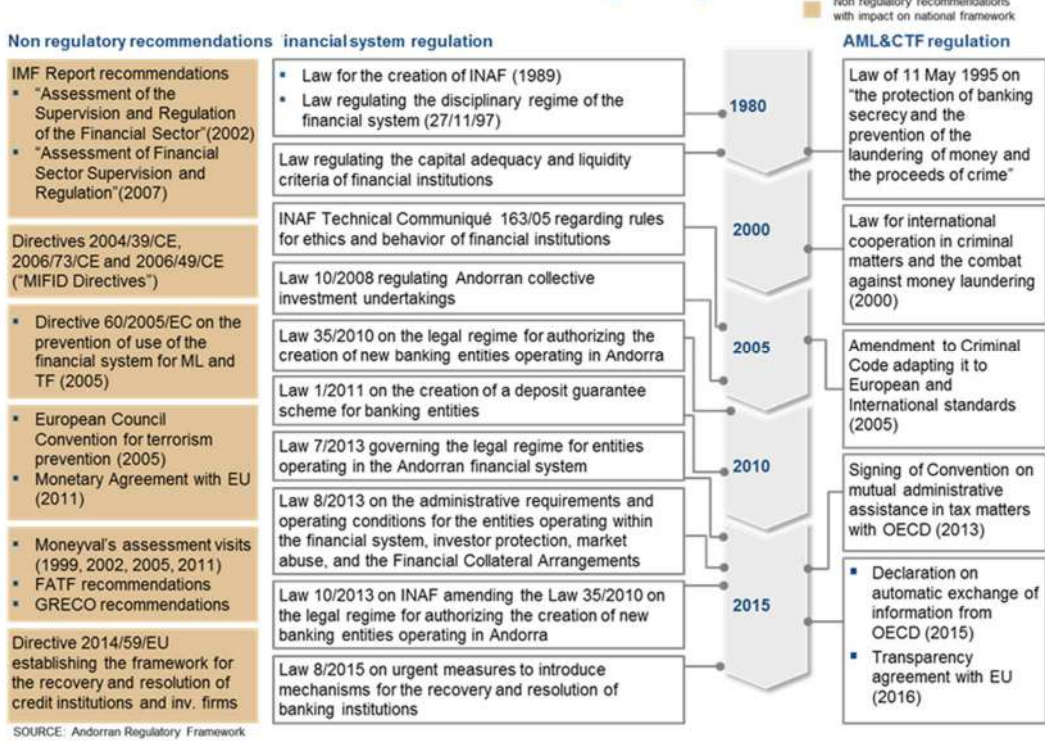 Non regulatory recommendations
with impact on national framework
Non regulatory recommendations
inancial system regulation
AML&CTF regulation
IMF Report recommendations
▪ "Assessment of the
Supervision and Regulation
of the Financial Sector"(2002)
▪ "Assessment of Financial
Sector Supervision and
Regulation"(2007)
Directives 2004/39/CE,
2006/73/CE and 2006/49/CE
("MIFID Directives")
▪ Directive 60/2005/EC on the
prevention of use of the
financial system for ML and
TF (2005)
▪ European Council
Convention for terrorism
prevention (2005)
▪ Monetary Agreement with EU
(2011)
▪ Moneyval's assessment visits
(1999, 2002, 2005, 2011)
▪ FATF recommendations
▪ GRECO recommendations
Directive 2014/59/EU
establishing the framework for
the recovery and resolution of
credit institutions and inv. firms
▪ Law for the creation of INAF (1989)
▪ Law regulating the disciplinary regime of the
financial system (27/11/97)
Law regulating the capital adequacy and liquidity
criteria of financial institutions
INAF Technical Communiqué 163/05 regarding rules
for ethics and behavior of financial institutions
Law 10/2008 regulating Andorran collective
investment undertakings
Law 35/2010 on the legal regime for authorizing the
creation of new banking entities operating in Andorra
Law 1/2011 on the creation of a deposit guarantee
scheme for banking entities
Law 7/2013 governing the legal regime for entities
operating in the Andorran financial system
Law 8/2013 on the administrative requirements and
operating conditions for the entities operating within
the financial system, investor protection, market
abuse, and the Financial Collateral Arrangements
Law 10/2013 on INAF amending the Law 35/2010 on
the legal regime for authorizing the creation of new
banking entities operating in Andorra
Law 8/2015 on urgent measures to introduce
mechanisms for the recovery and resolution of
banking institutions
1980
2000
2005
2010
2015
Law of 11 May 1995 on
"the protection of banking
secrecy and the
prevention of the
laundering of money and
the proceeds of crime"
Law for international
cooperation in criminal
matters and the combat
against money laundering
(2000)
Amendment to Criminal
Code adapting it to
European and
International standards
(2005)
Signing of Convention on
mutual administrative
assistance in tax matters
with OECD (2013)
▪ Declaration on
automatic exchange of
information from
OECD (2015)
▪ Transparency
agreement with EU
(2016)
SOURCE: Andorran Regulatory Framework